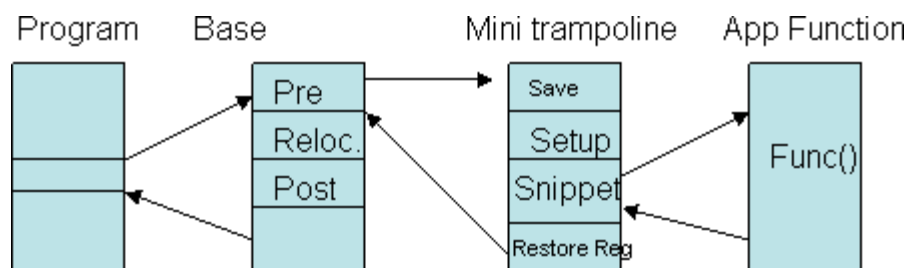 Program
Base
Mini trampoline
App Function
Pre
Reloc.
Post
Save
Setup
Snippet
Restore Reg
Func()